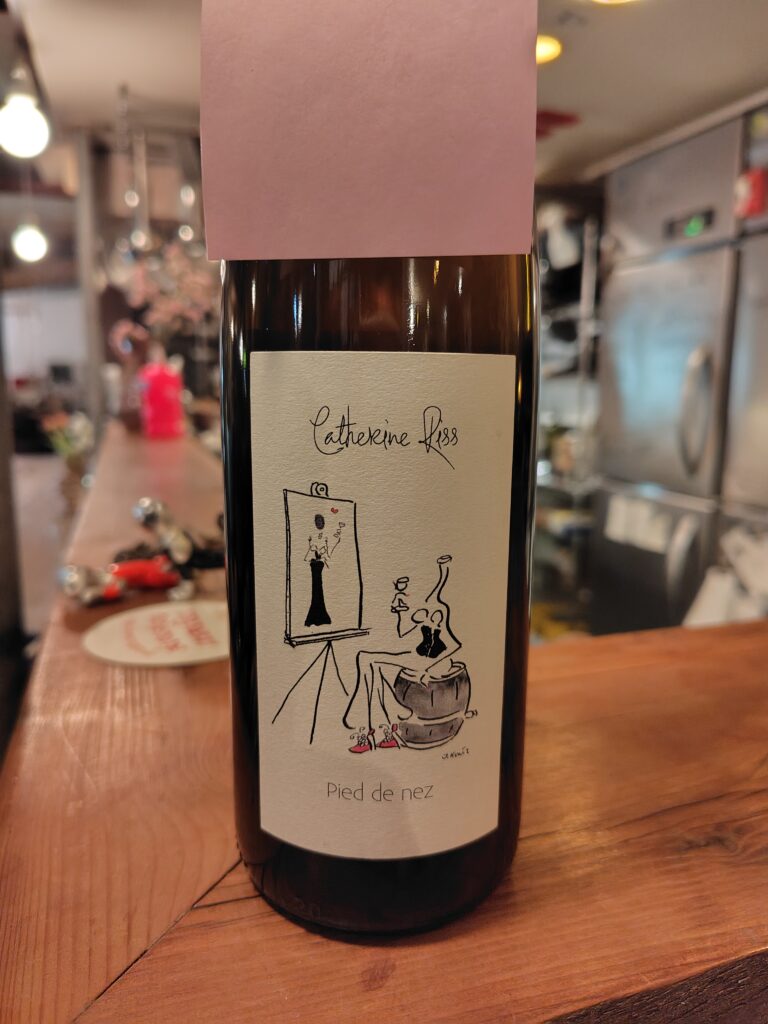 Catherine Riss
Pied de nez